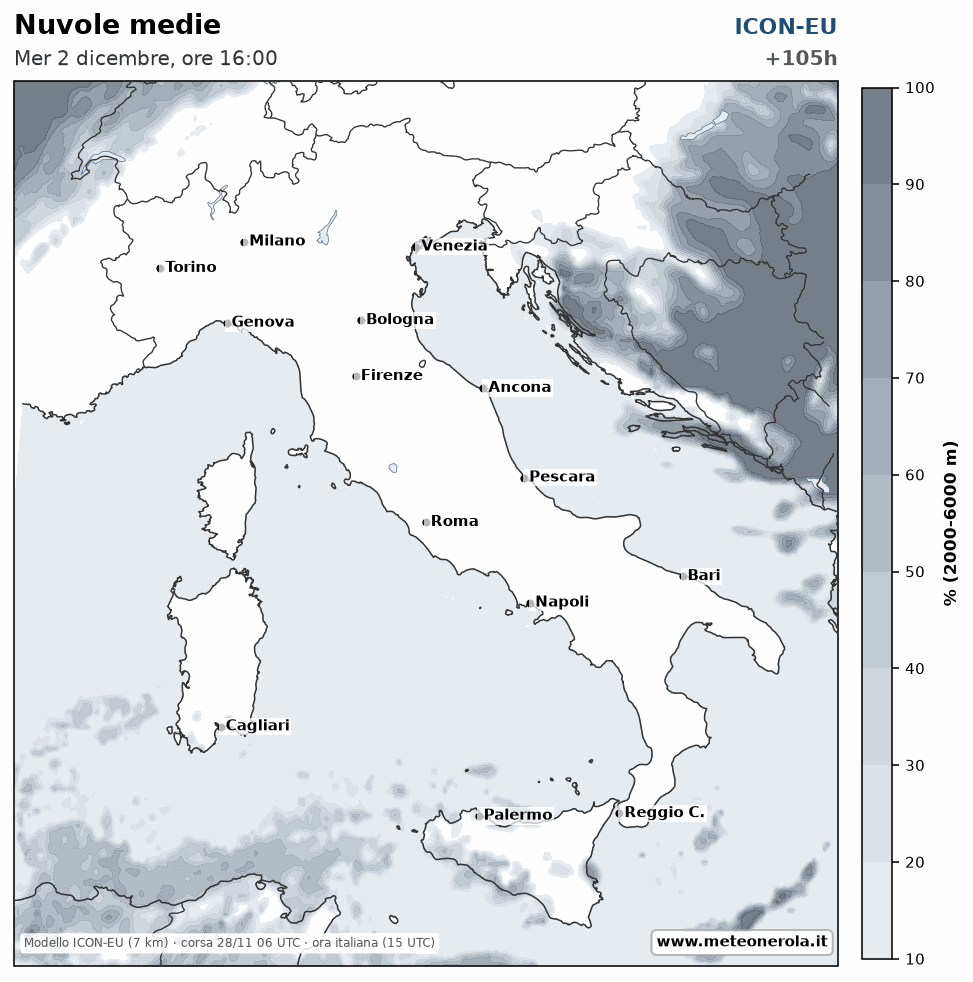 Nuvole medie
ICON-EU
Mer 2 dicembre, ore 16:00
+105h
100
90
80
70
60
50
40
30
20
10
% (2000-6000 m)
Milano
Venezia
Torino
Genova
Bologna
Firenze
Ancona
Pescara
Roma
Bari
Napoli
Cagliari
Palermo
Reggio C.
Modello ICON-EU (7 km) · corsa 28/11 06 UTC · ora italiana (15 UTC)
www.meteonerola.it